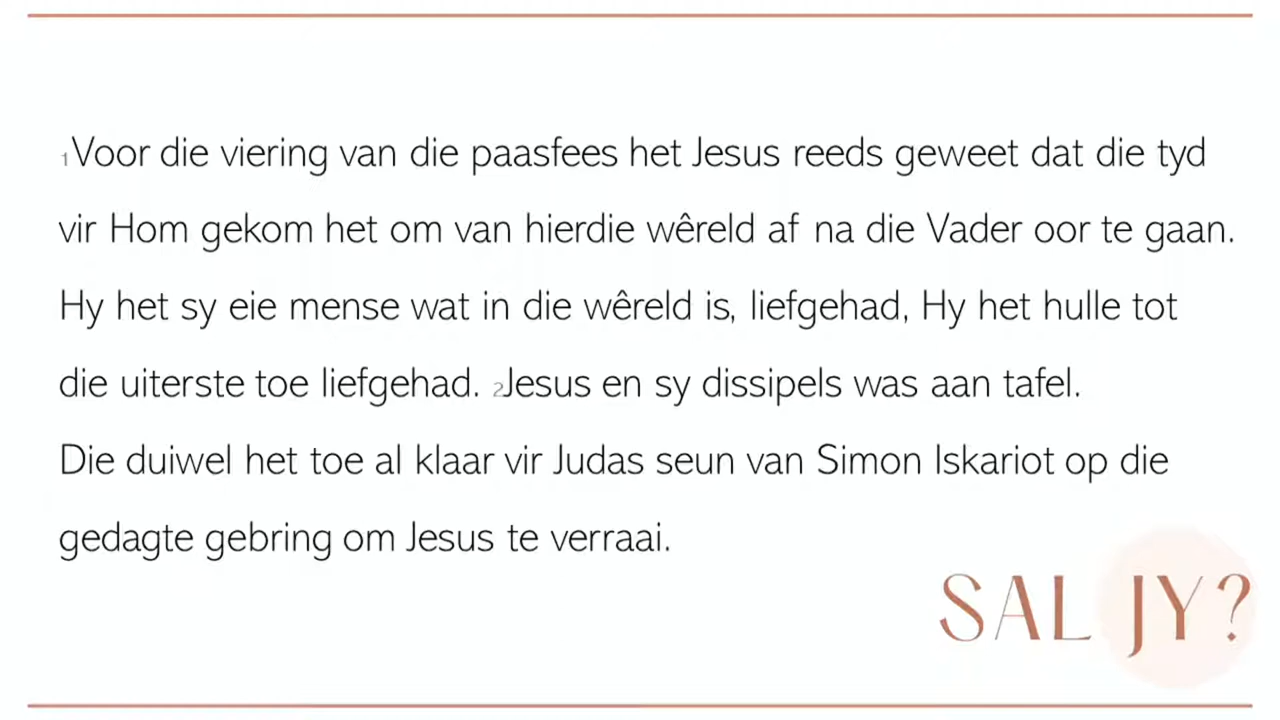 1Voor die viering van die paasfees het Jesus reeds geweet dat die tyd
vir Hom gekom het om van hierdie wêreld af na die Vader oor te gaan.
Hy het sy eie mense wat in die wêreld is, liefgehad, Hy het hulle tot
die uiterste toe liefgehad. 2Jesus en sy dissipels was aan tafel.
Die duiwel het toe al klaar vir Judas seun van Simon Iskariot op die
gedagte gebring om Jesus te verraai.
SAL JY?